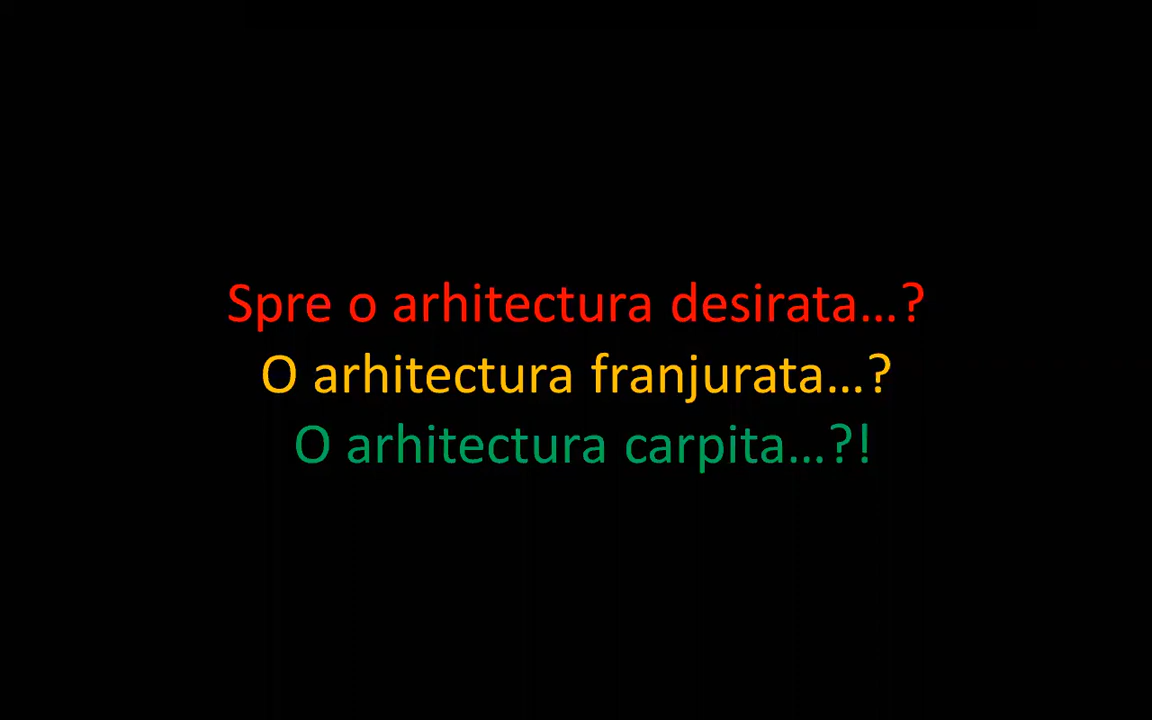 Spre o arhitectura desirata...?
O arhitectura franjurata...?
O arhitectura carpita...?!